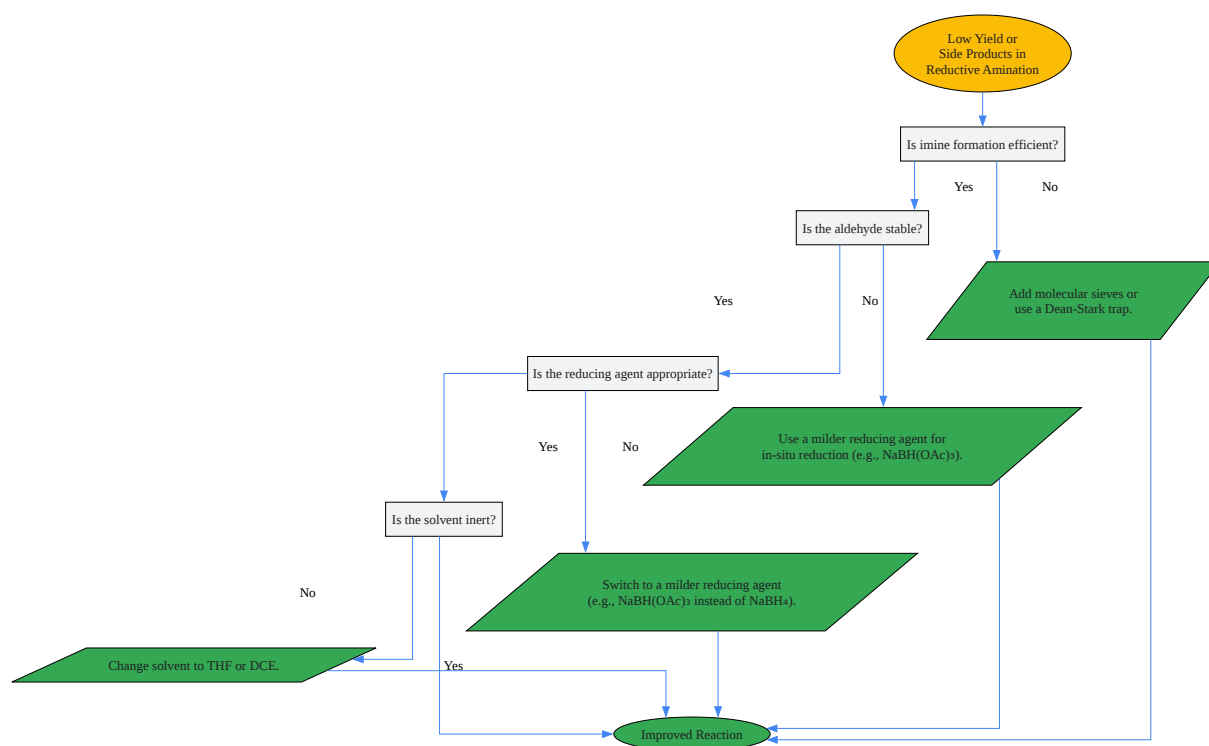 Low Yield or
Side Products in
Reductive Amination
Is imine formation efficient?
Yes
No
Is the aldehyde stable?
Add molecular sieves or
use a Dean-Stark trap.
Yes
No
Is the reducing agent appropriate?
Use a milder reducing agent for
in-situ reduction (e.g., NaBH(OAc)₃).
Yes
No
Is the solvent inert?
Switch to a milder reducing agent
(e.g., NaBH(OAc)₃ instead of NaBH₄).
No
Change solvent to THF or DCE.
Yes
Improved Reaction